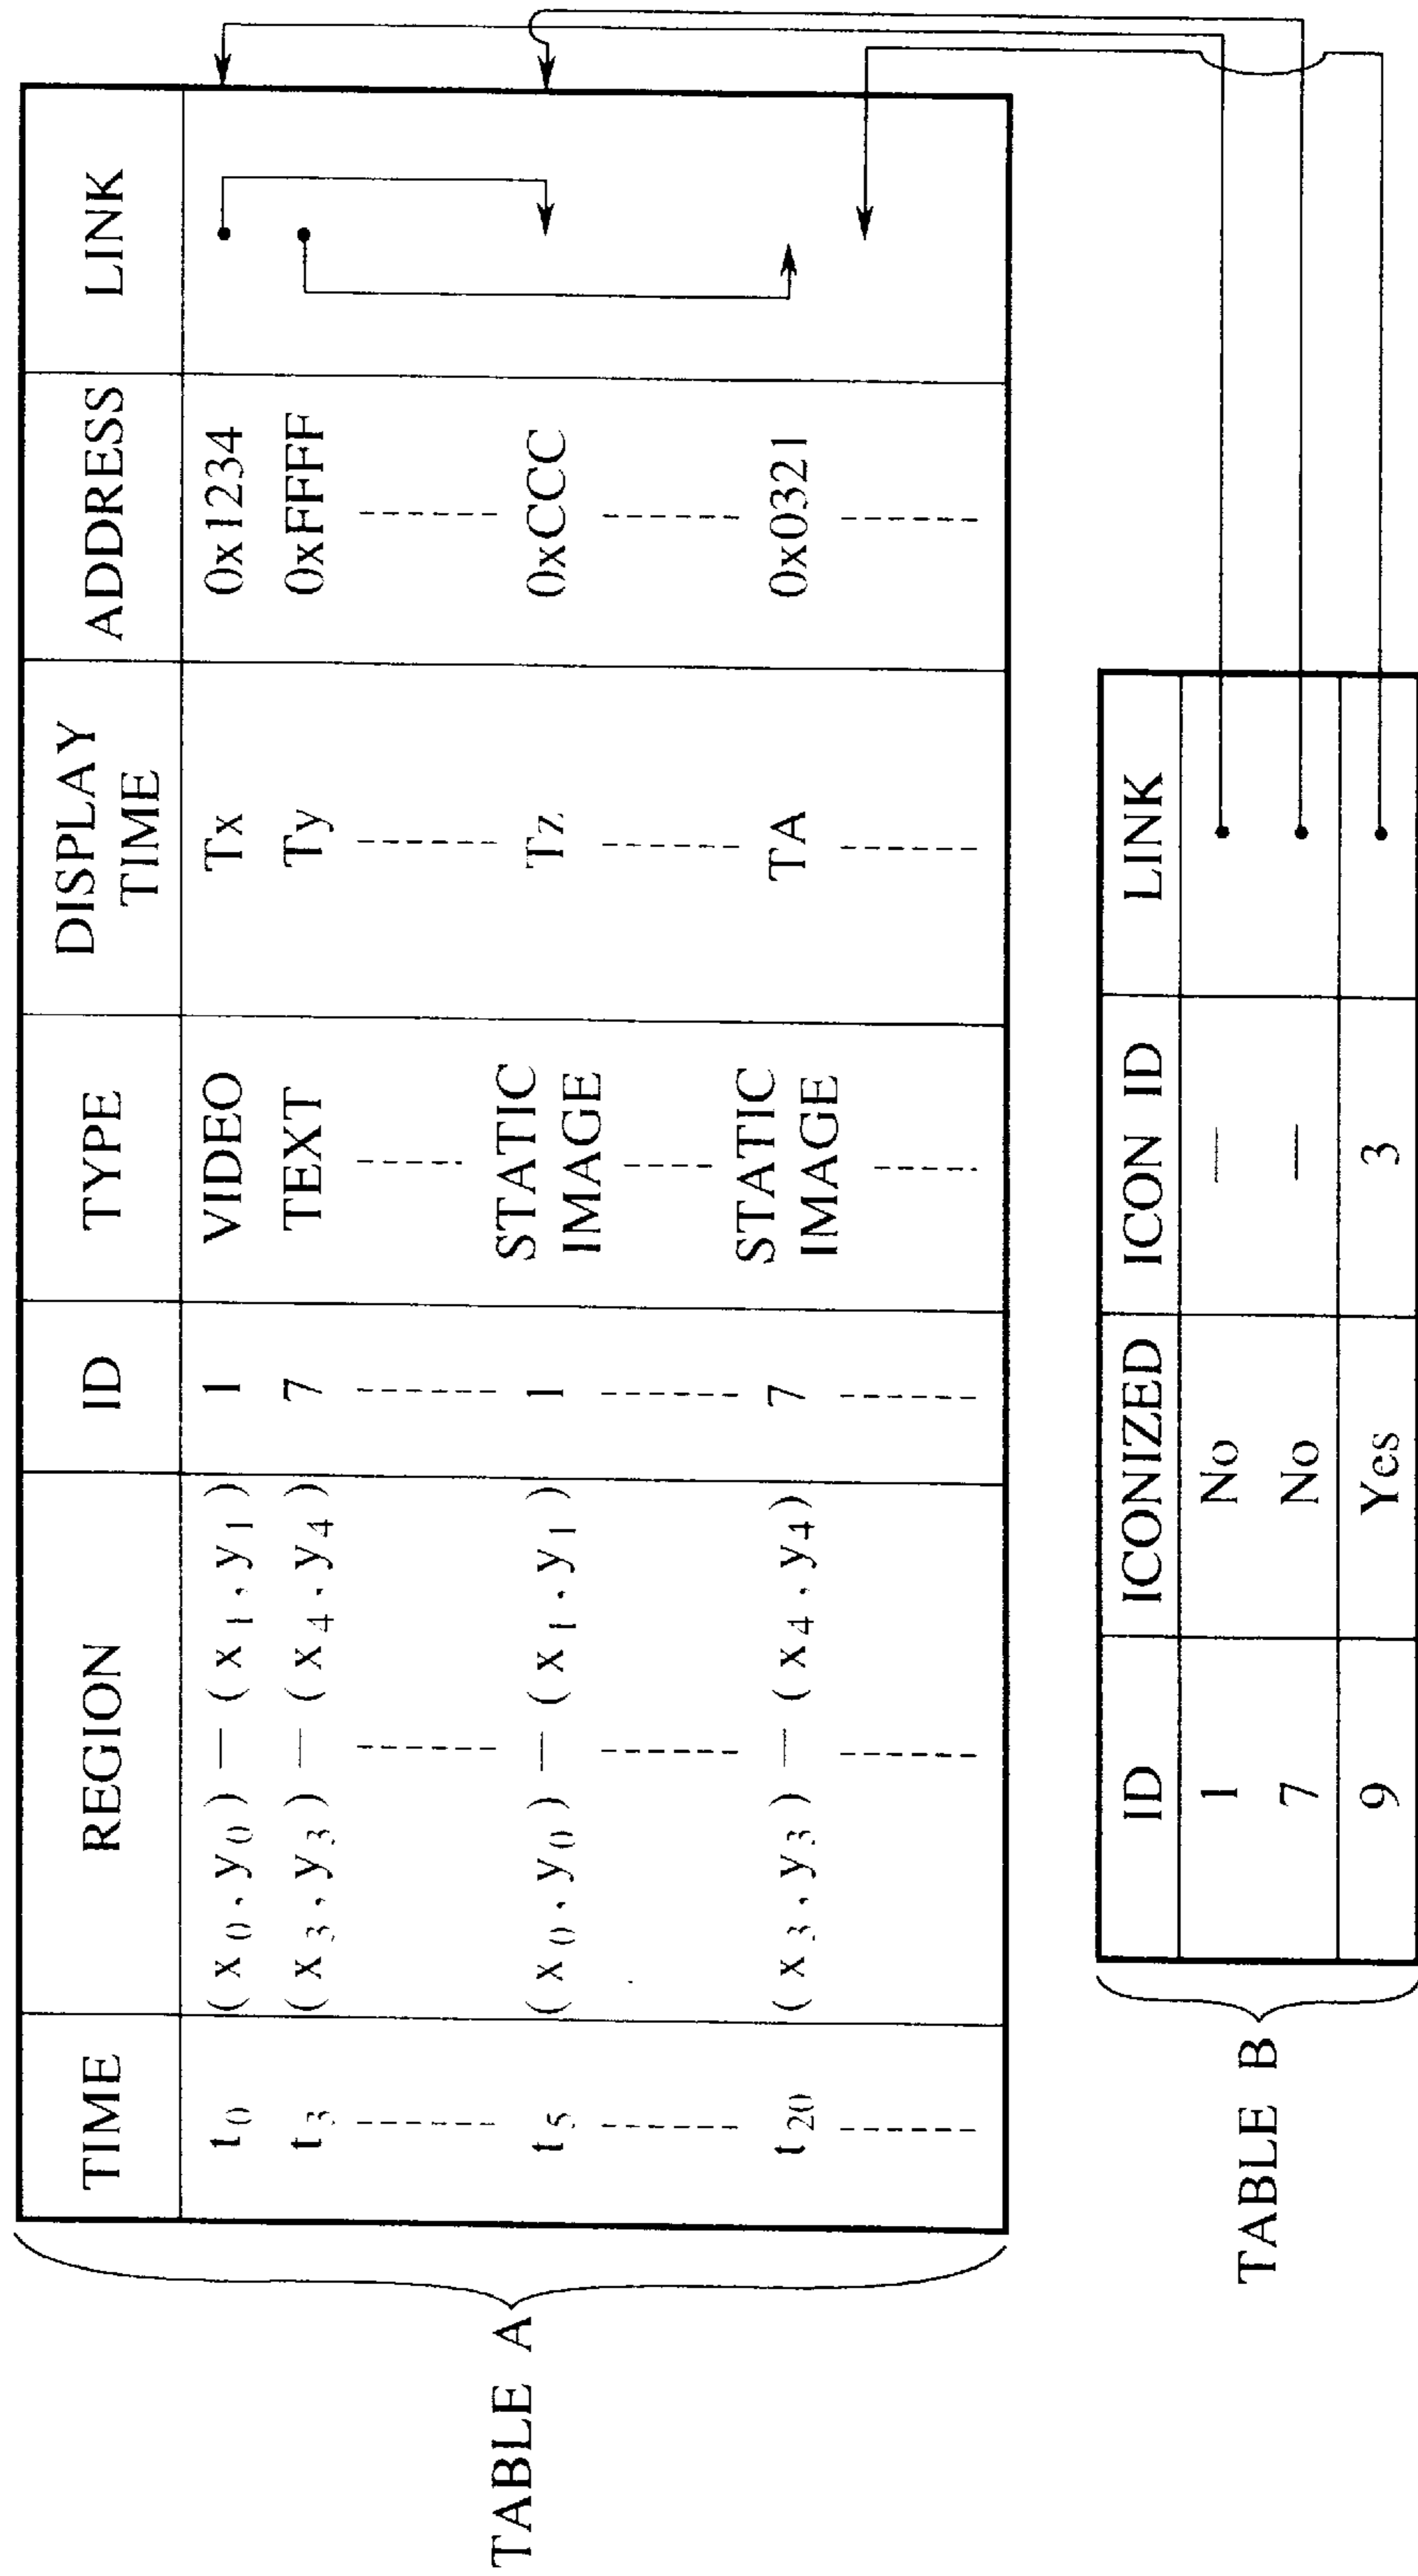 TABLE A
TIME REGION ID TYPE DISPLAY TIME ADDRESS LINK
t0 (x0, y0) — (x1, y1) 1 VIDEO Tx 0x1234
t3 (x3, y3) — (x4, y4) 7 TEXT Ty 0xFFFF
t5 (x0, y0) — (x1, y1) 1 STATIC IMAGE Tz 0xCCC
t20 (x3, y3) — (x4, y4) 7 STATIC IMAGE TA 0x0321
TABLE B
ID ICONIZED ICON ID LINK
1 No —
7 No —
9 Yes 3